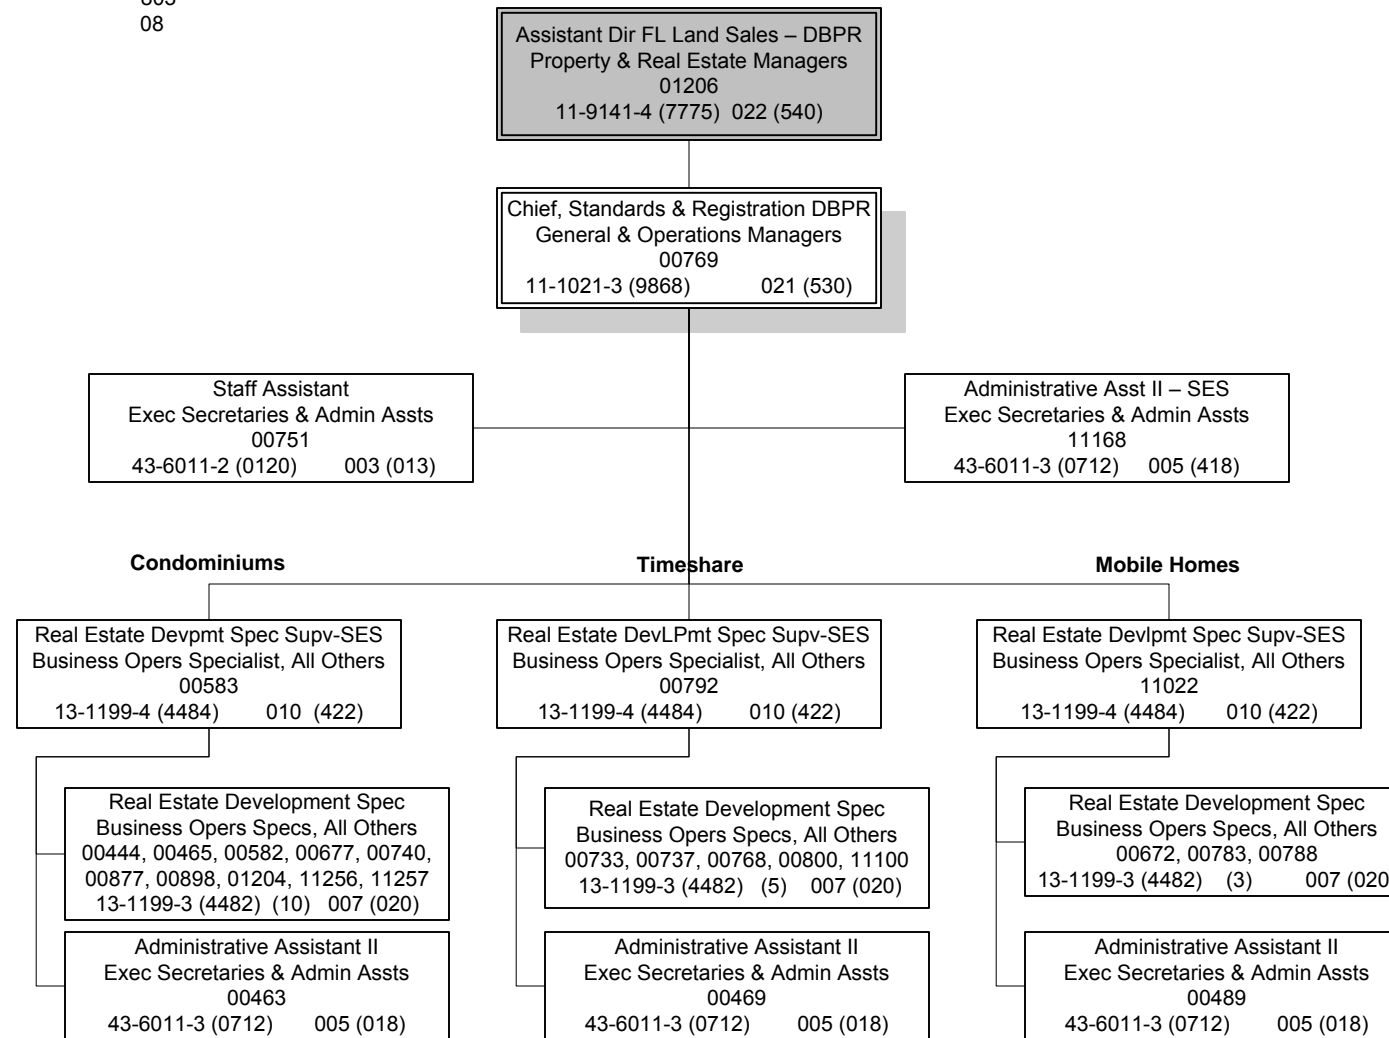 08
Assistant Dir FL Land Sales – DBPR
Property & Real Estate Managers
01206
11-9141-4 (7775) 022 (540)
Chief, Standards & Registration DBPR
General & Operations Managers
00769
11-1021-3 (9868) 021 (530)
Staff Assistant
Exec Secretaries & Admin Assts
00751
43-6011-2 (0120) 003 (013)
Administrative Asst II – SES
Exec Secretaries & Admin Assts
11168
43-6011-3 (0712) 005 (418)
Condominiums
Timeshare
Mobile Homes
Real Estate Devpmt Spec Supv-SES
Business Opers Specialist, All Others
00583
13-1199-4 (4484) 010 (422)
Real Estate DevLPmt Spec Supv-SES
Business Opers Specialist, All Others
00792
13-1199-4 (4484) 010 (422)
Real Estate Devlpmt Spec Supv-SES
Business Opers Specialist, All Others
11022
13-1199-4 (4484) 010 (422)
Real Estate Development Spec
Business Opers Specs, All Others
00444, 00465, 00582, 00677, 00740,
00877, 00898, 01204, 11256, 11257
13-1199-3 (4482) (10) 007 (020)
Real Estate Development Spec
Business Opers Specs, All Others
00733, 00737, 00768, 00800, 11100
13-1199-3 (4482) (5) 007 (020)
Real Estate Development Spec
Business Opers Specs, All Others
00672, 00783, 00788
13-1199-3 (4482) (3) 007 (020
Administrative Assistant II
Exec Secretaries & Admin Assts
00463
43-6011-3 (0712) 005 (018)
Administrative Assistant II
Exec Secretaries & Admin Assts
00469
43-6011-3 (0712) 005 (018)
Administrative Assistant II
Exec Secretaries & Admin Assts
00489
43-6011-3 (0712) 005 (018)